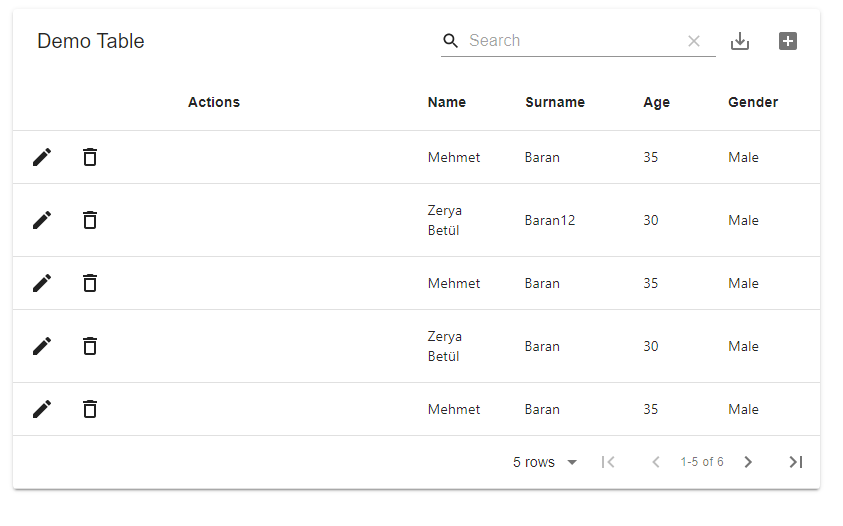 Demo Table
Search
Actions Name Surname Age Gender
Mehmet Baran 35 Male
Zerya
Betül Baran12 30 Male
Mehmet Baran 35 Male
Zerya
Betül Baran 30 Male
Mehmet Baran 35 Male
5 rows 1-5 of 6